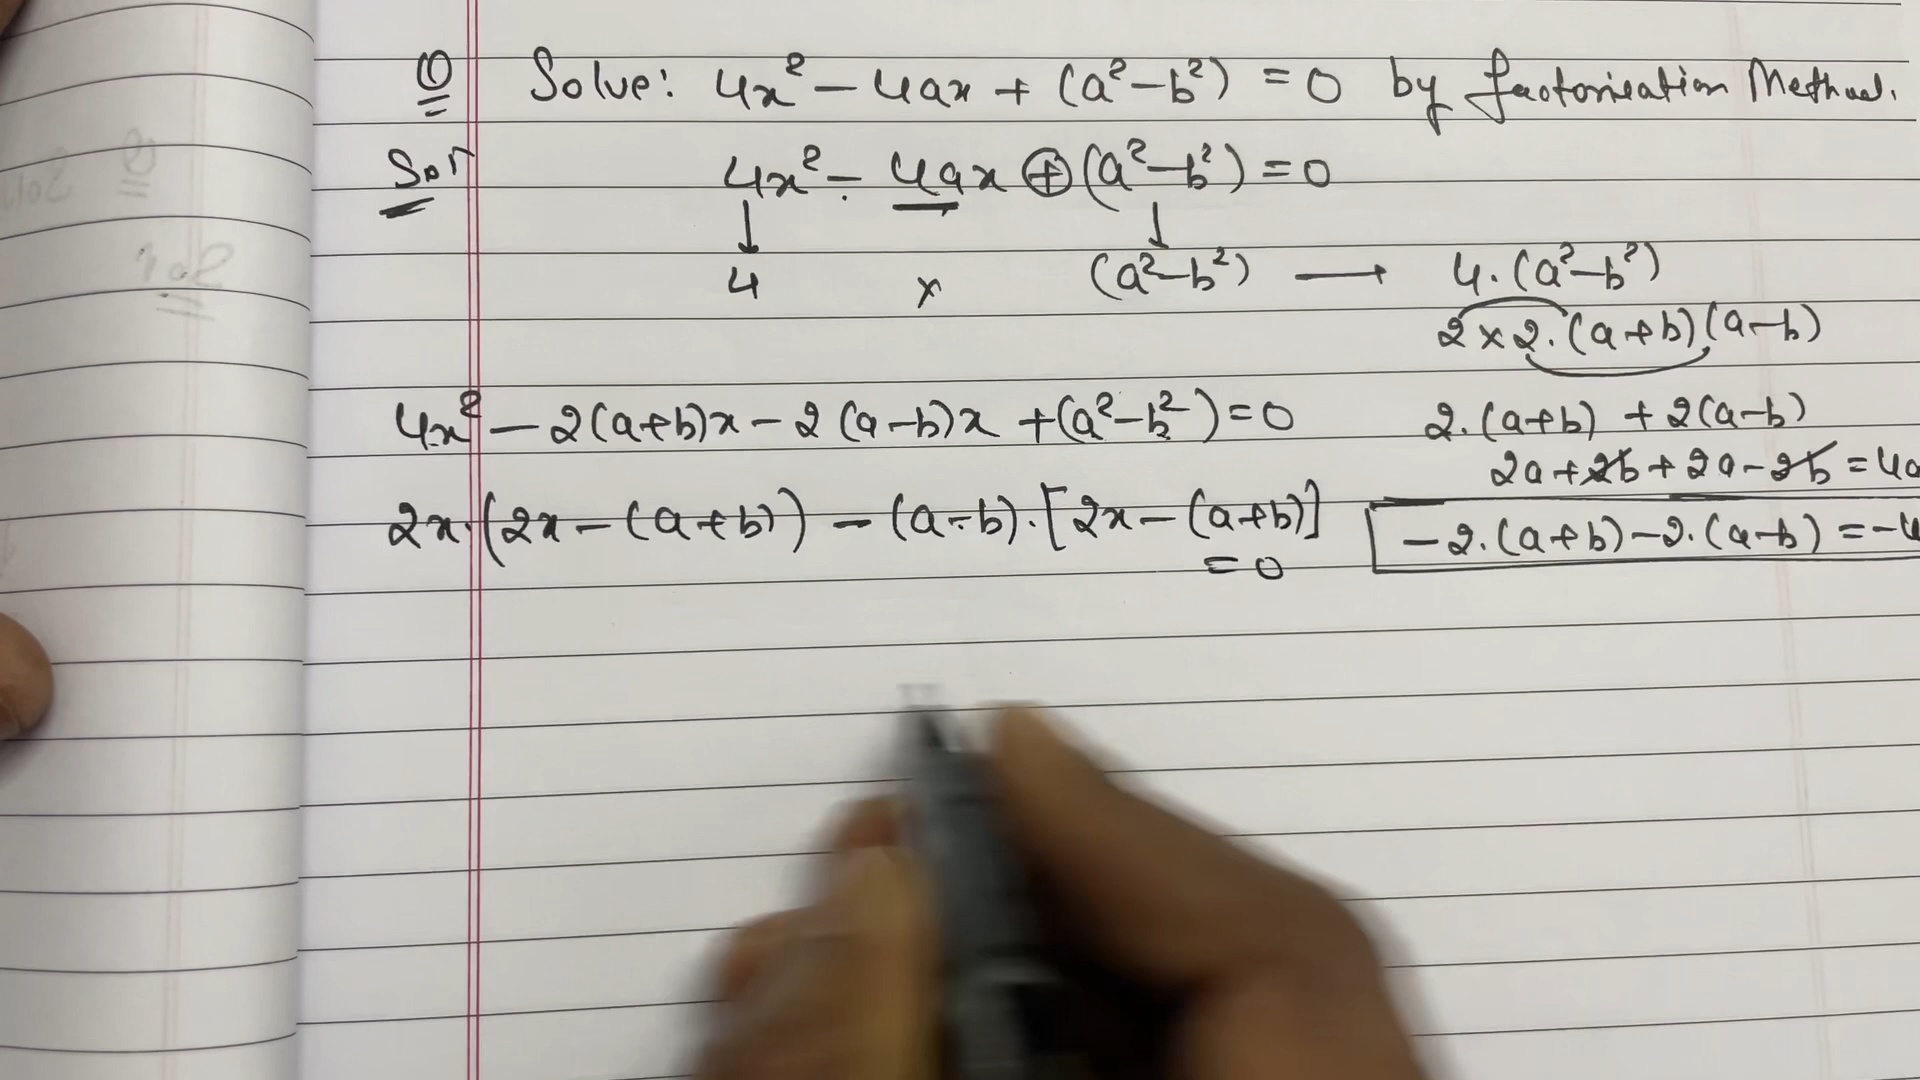 Q Solve: 4x² - 4ax + (a² - b²) = 0 by factorisation Method.
Sol 4x² - 4ax + (a² - b²) = 0
↓ ↓
4 × (a² - b²) → 4·(a² - b²)
2 × 2·(a+b)(a-b)
4x² - 2(a+b)x - 2(a-b)x + (a² - b²) = 0
2·(a+b) + 2(a-b)
2a + 2b + 2a - 2b = 4a
2x·(2x - (a+b)) - (a-b)·[2x - (a+b)]
= 0
-2·(a+b) - 2·(a-b) = -4